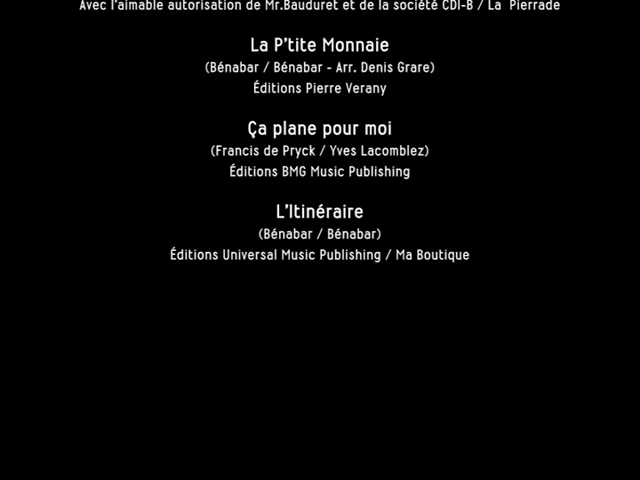 Avec l'aimable autorisation de Mr.Bauduret et de la société CDI-B / La Pierrade
La P'tite Monnaie
(Bénabar / Bénabar - Arr. Denis Grare)
Éditions Pierre Verany
Ça plane pour moi
(Francis de Pryck / Yves Lacomblez)
Éditions BMG Music Publishing
L'Itinéraire
(Bénabar / Bénabar)
Éditions Universal Music Publishing / Ma Boutique